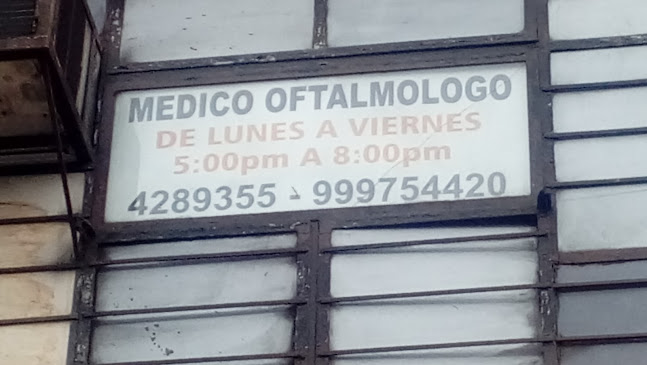 MEDICO OFTALMOLOGO
DE LUNES A VIERNES
5:00pm A 8:00pm
4289355 - 999754420